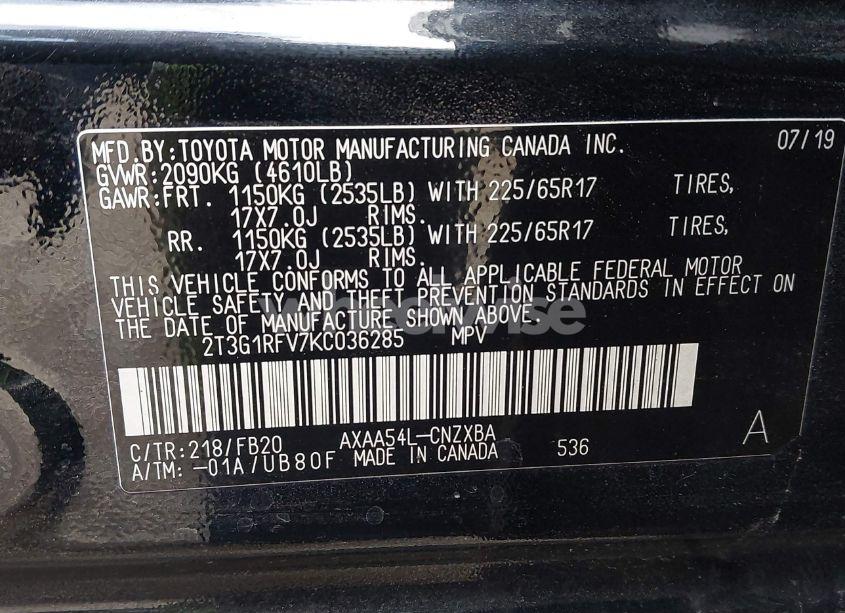 MFD.BY:TOYOTA MOTOR MANUFACTURING CANADA INC. 07/19
GVWR:2090KG (4610LB)
GAWR:FRT. 1150KG (2535LB) WITH 225/65R17 TIRES,
17X7.0J RIMS.
RR. 1150KG (2535LB) WITH 225/65R17 TIRES,
17X7.0J RIMS.
THIS VEHICLE CONFORMS TO ALL APPLICABLE FEDERAL MOTOR
VEHICLE SAFETY AND THEFT PREVENTION STANDARDS IN EFFECT ON
THE DATE OF MANUFACTURE SHOWN ABOVE.
2T3G1RFV7KC036285 MPV
C/TR:218/FB20 AXAA54L-CNZXBA 536 A
A/TM: -01A/UB80F MADE IN CANADA